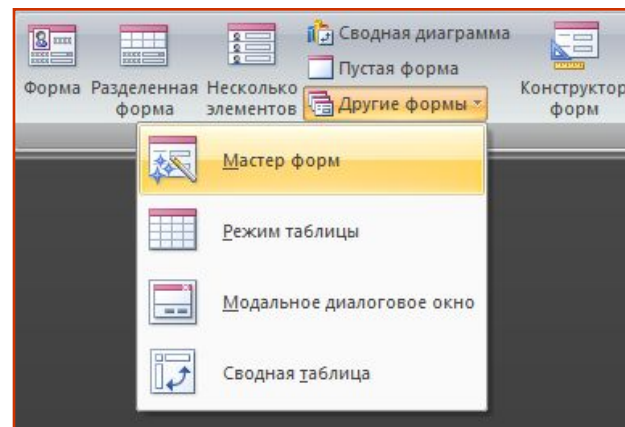 Форма
Разделенная
форма
Несколько
элементов
Сводная диаграмма
Пустая форма
Другие формы
Конструктор
форм
Мастер форм
Режим таблицы
Модальное диалоговое окно
Сводная таблица